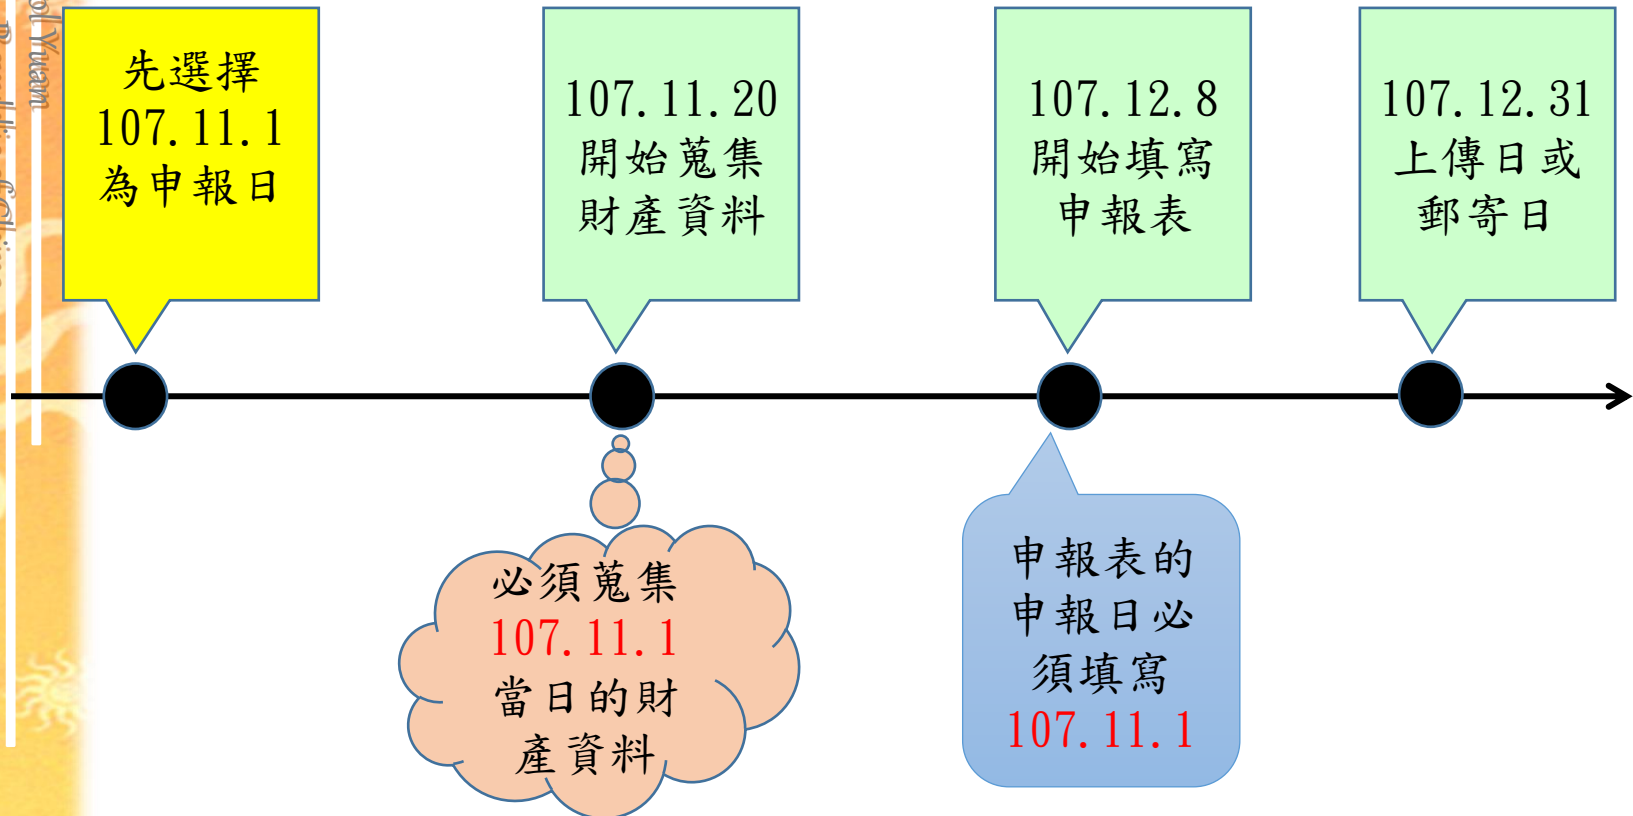 先選擇
107.11.1
為申報日
107.11.20
開始蒐集
財產資料
107.12.8
開始填寫
申報表
107.12.31
上傳日或
郵寄日
必須蒐集
107.11.1
當日的財
產資料
申報表的
申報日必
須填寫
107.11.1
Yuan